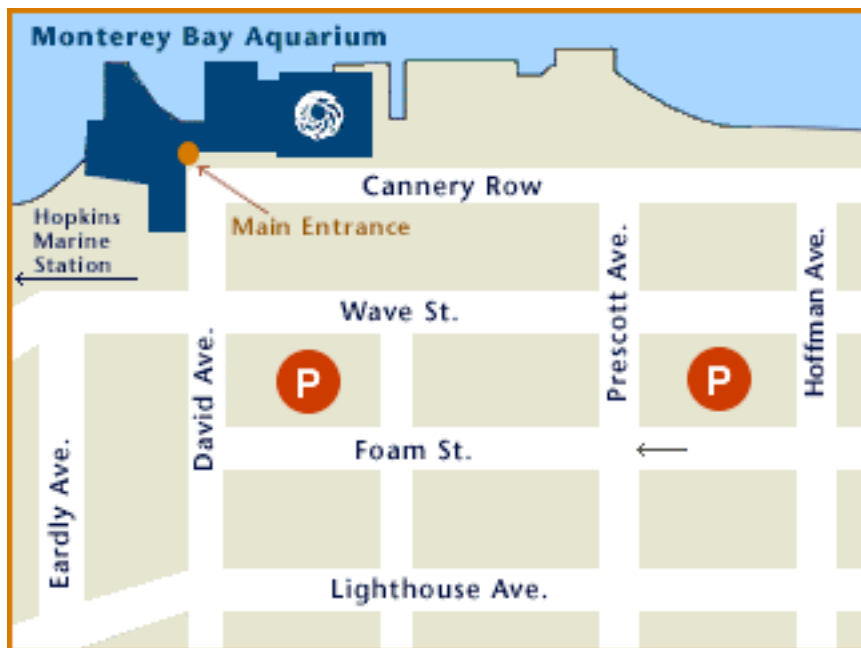 Monterey Bay Aquarium
Cannery Row
Main Entrance
Hopkins
Marine
Station
Wave St.
Prescott Ave.
Hoffman Ave.
David Ave.
P
P
Foam St.
Eardly Ave.
Lighthouse Ave.